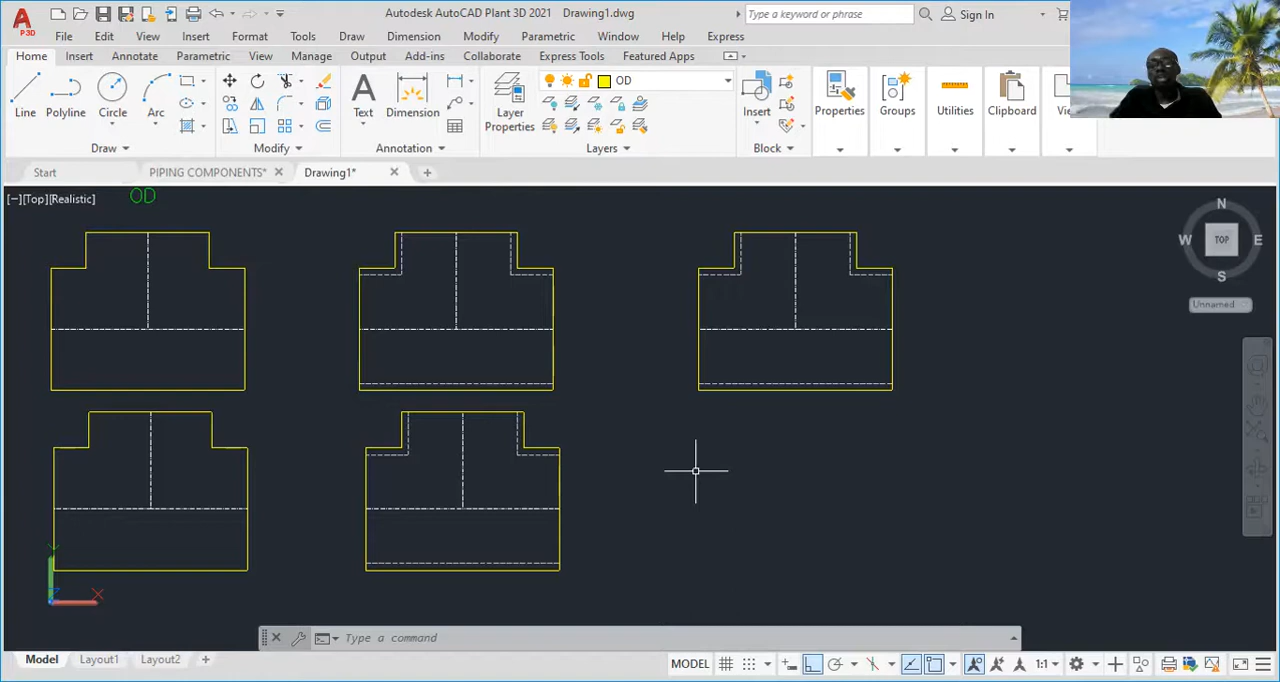 Autodesk AutoCAD Plant 3D 2021 Drawing1.dwg
Type a keyword or phrase
Sign In
P3D
File Edit View Insert Format Tools Draw Dimension Modify Parametric Window Help Express
Home Insert Annotate Parametric View Manage Output Add-ins Collaborate Express Tools Featured Apps
OD
Line Polyline Circle Arc
Text Dimension
Layer
Properties
Insert
Properties Groups Utilities Clipboard
Draw Modify Annotation Layers Block
Start PIPING COMPONENTS* Drawing1*
[−][Top][Realistic]
OD
N
W TOP E
S
Unnamed
Type a command
Model Layout1 Layout2
MODEL 1:1